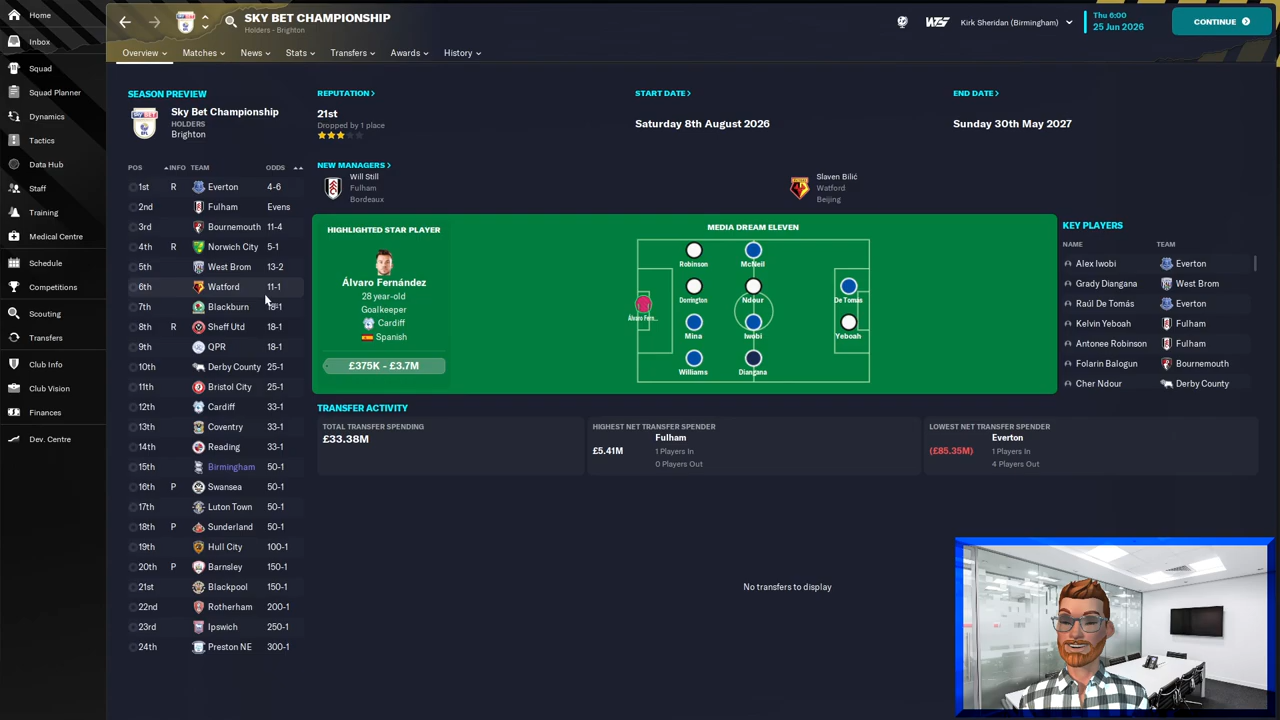 Home
Inbox
Squad
Squad Planner
Dynamics
Tactics
Data Hub
Staff
Training
Medical Centre
Schedule
Competitions
Scouting
Transfers
Club Info
Club Vision
Finances
Dev. Centre
SKY BET CHAMPIONSHIP
Holders - Brighton
Kirk Sheridan (Birmingham)
Thu 6:00
25 Jun 2026
CONTINUE
Overview
Matches
News
Stats
Transfers
Awards
History
SEASON PREVIEW
Sky Bet Championship
HOLDERS
Brighton
REPUTATION
21st
Dropped by 1 place
START DATE
Saturday 8th August 2026
END DATE
Sunday 30th May 2027
NEW MANAGERS
Will Still
Fulham
Bordeaux
Slaven Bilić
Watford
Beijing
POS INFO TEAM ODDS
1st R Everton 4-6
2nd Fulham Evens
3rd Bournemouth 11-4
4th R Norwich City 5-1
5th West Brom 13-2
6th Watford 11-1
7th Blackburn
8th R Sheff Utd 18-1
9th QPR 18-1
10th Derby County 25-1
11th Bristol City 25-1
12th Cardiff 33-1
13th Coventry 33-1
14th Reading 33-1
15th Birmingham 50-1
16th P Swansea 50-1
17th Luton Town 50-1
18th P Sunderland 50-1
19th Hull City 100-1
20th P Barnsley 150-1
21st Blackpool 150-1
22nd Rotherham 200-1
23rd Ipswich 250-1
24th Preston NE 300-1
HIGHLIGHTED STAR PLAYER
Álvaro Fernández
28 year-old
Goalkeeper
Cardiff
Spanish
£375K - £3.7M
MEDIA DREAM ELEVEN
Robinson
McNeil
Dorrington
Ndour
De Tomas
Álvaro Fern...
Mina
Iwobi
Yeboah
Williams
Diangana
KEY PLAYERS
NAME TEAM
Alex Iwobi Everton
Grady Diangana West Brom
Raúl De Tomás Everton
Kelvin Yeboah Fulham
Antonee Robinson Fulham
Folarin Balogun Bournemouth
Cher Ndour Derby County
TRANSFER ACTIVITY
TOTAL TRANSFER SPENDING
£33.38M
HIGHEST NET TRANSFER SPENDER
Fulham
£5.41M
1 Players In
0 Players Out
LOWEST NET TRANSFER SPENDER
Everton
(£85.35M)
1 Players In
4 Players Out
No transfers to display